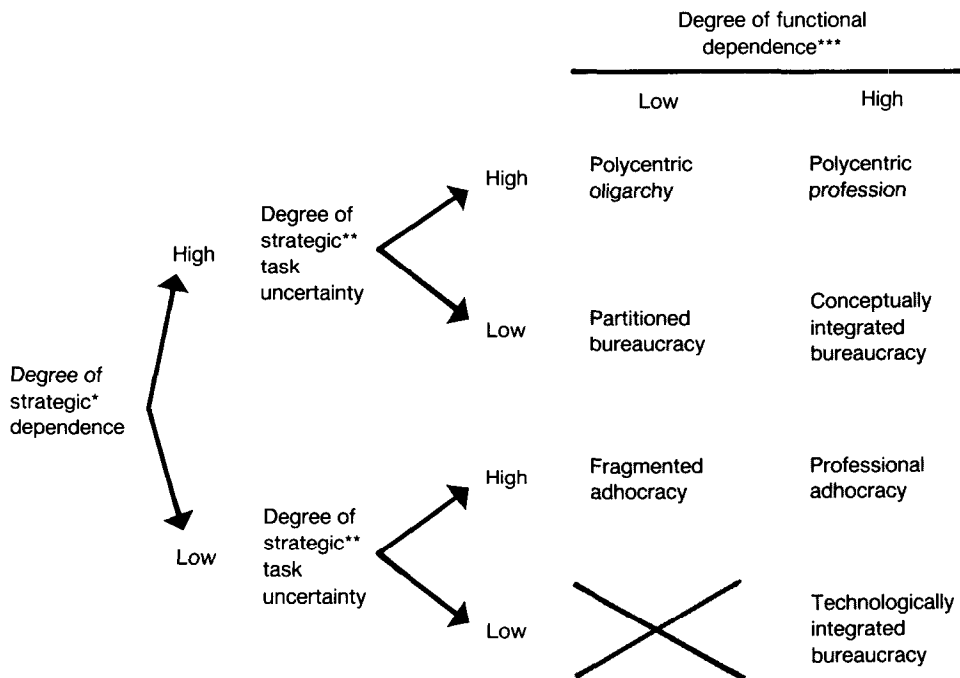 Degree of functional
dependence***
Low
High
High
Polycentric
oligarchy
Polycentric
profession
Degree of
strategic**
task
uncertainty
High
Low
Partitioned
bureaucracy
Conceptually
integrated
bureaucracy
Degree of
strategic*
dependence
High
Fragmented
adhocracy
Professional
adhocracy
Low
Degree of
strategic**
task
uncertainty
Low
Technologically
integrated
bureaucracy